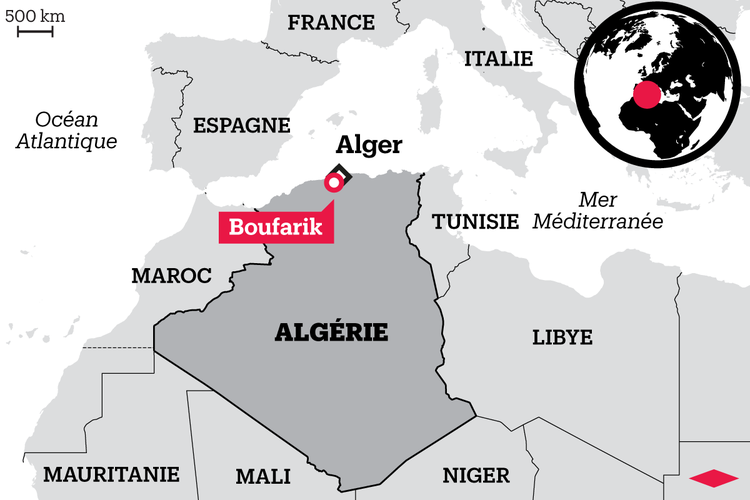 500 km
FRANCE
ITALIE
Océan
Atlantique
ESPAGNE
Alger
Mer
Méditerranée
Boufarik
TUNISIE
MAROC
ALGÉRIE
LIBYE
MAURITANIE
MALI
NIGER